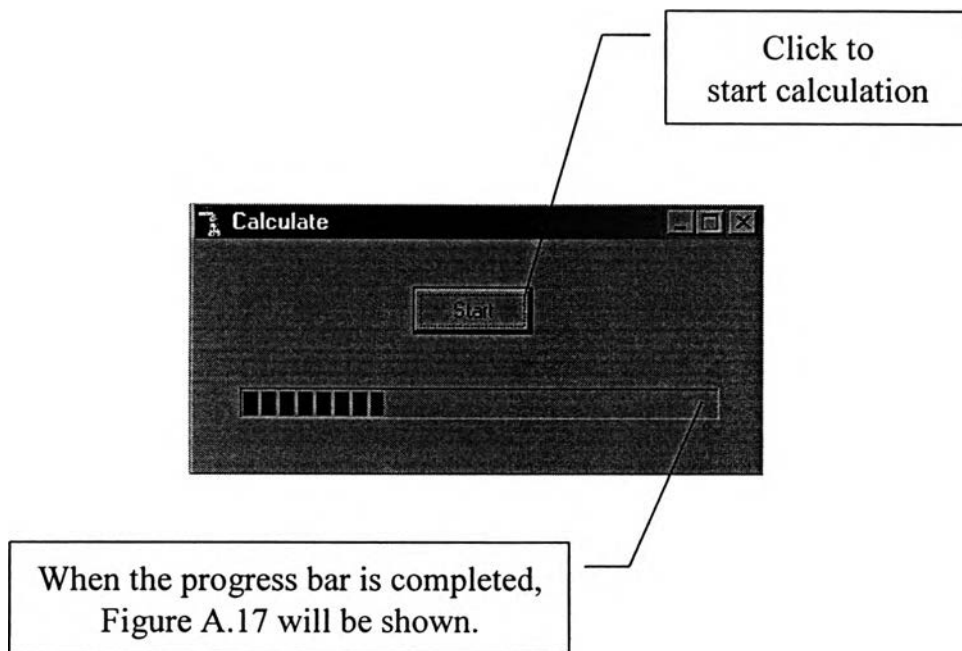 Click to
start calculation
Calculate
Start
When the progress bar is completed,
Figure A.17 will be shown.